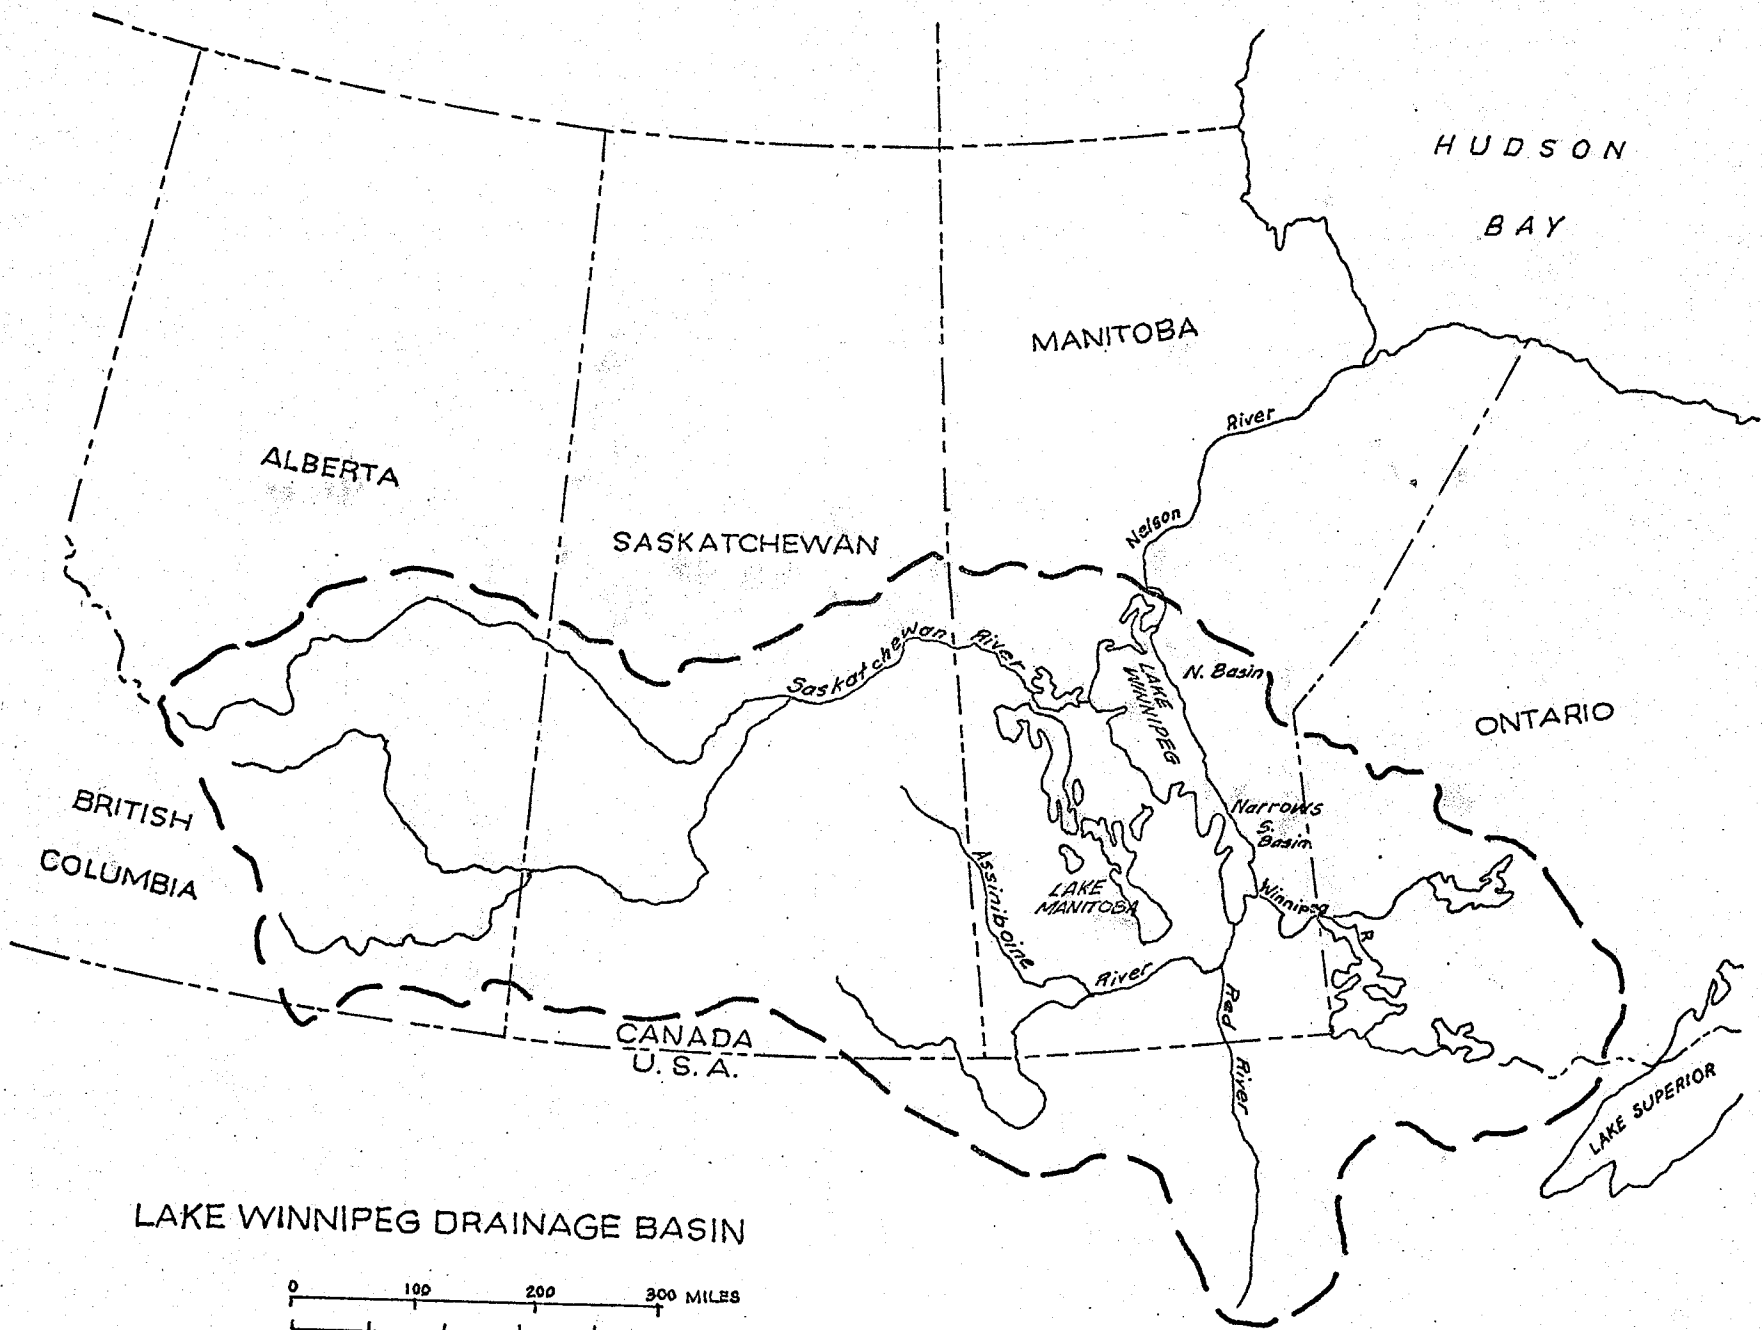 HUDSON
BAY
MANITOBA
River
ALBERTA
Nelson
SASKATCHEWAN
Saskatchewan River
N. Basin
LAKE
WINNIPEG
ONTARIO
BRITISH
COLUMBIA
Narrows
S.
Basin
Assiniboine River
LAKE
MANITOBA
Winnipeg R
Red River
CANADA
U.S.A.
LAKE SUPERIOR
LAKE WINNIPEG DRAINAGE BASIN
0 100 200 300 MILES